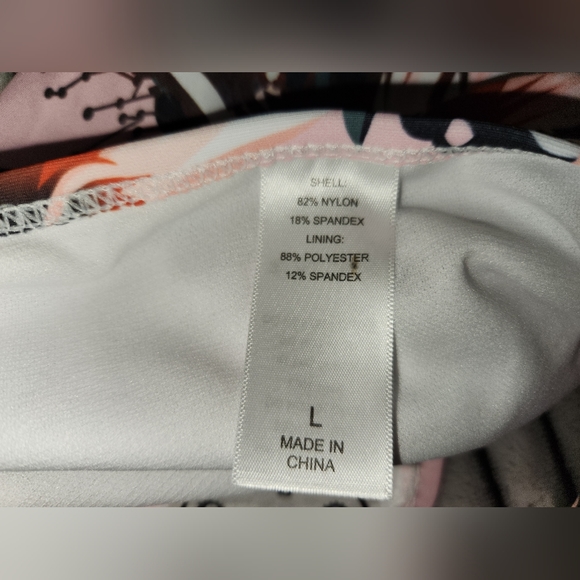 SHELL:
82% NYLON
18% SPANDEX
LINING:
88% POLYESTER
12% SPANDEX
L
MADE IN
CHINA